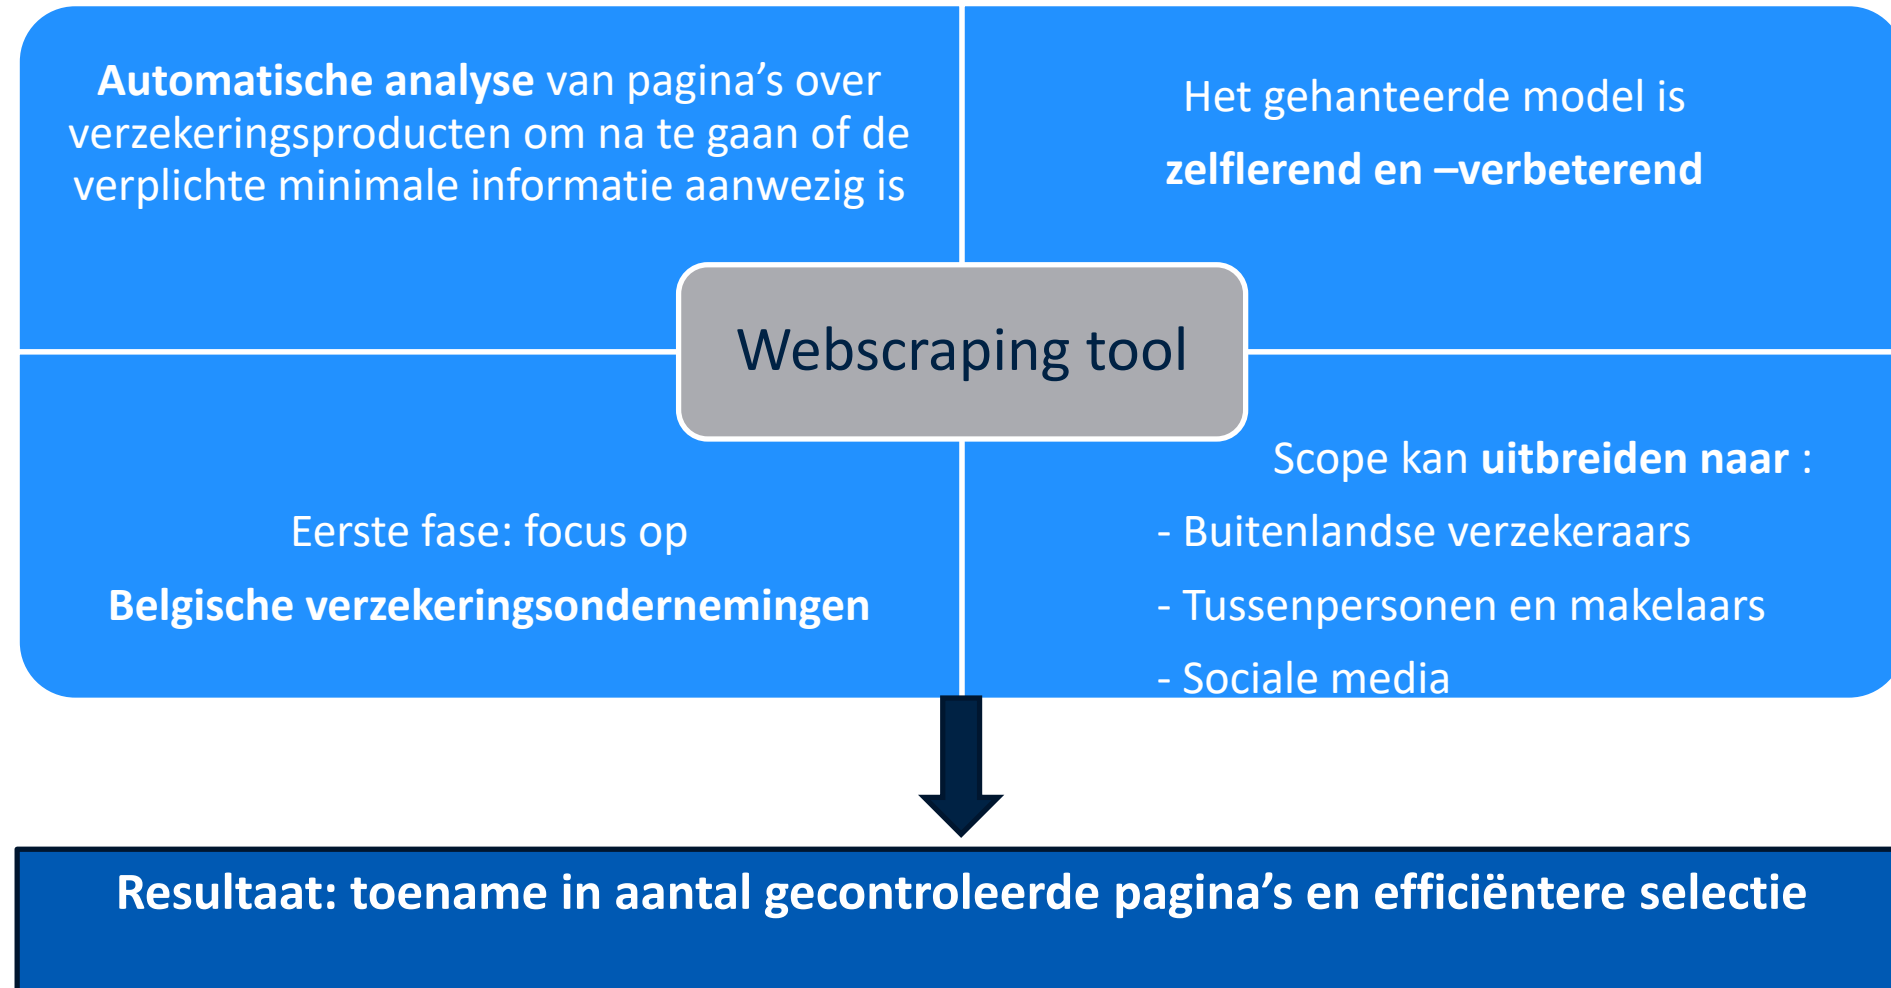 Automatische analyse van pagina’s over
verzekeringsproducten om na te gaan of de
verplichte minimale informatie aanwezig is
Het gehanteerde model is
zelflerend en –verbeterend
Webscraping tool
Eerste fase: focus op
Belgische verzekeringsondernemingen
Scope kan uitbreiden naar :
- Buitenlandse verzekeraars
- Tussenpersonen en makelaars
- Sociale media
Resultaat: toename in aantal gecontroleerde pagina’s en efficiëntere selectie